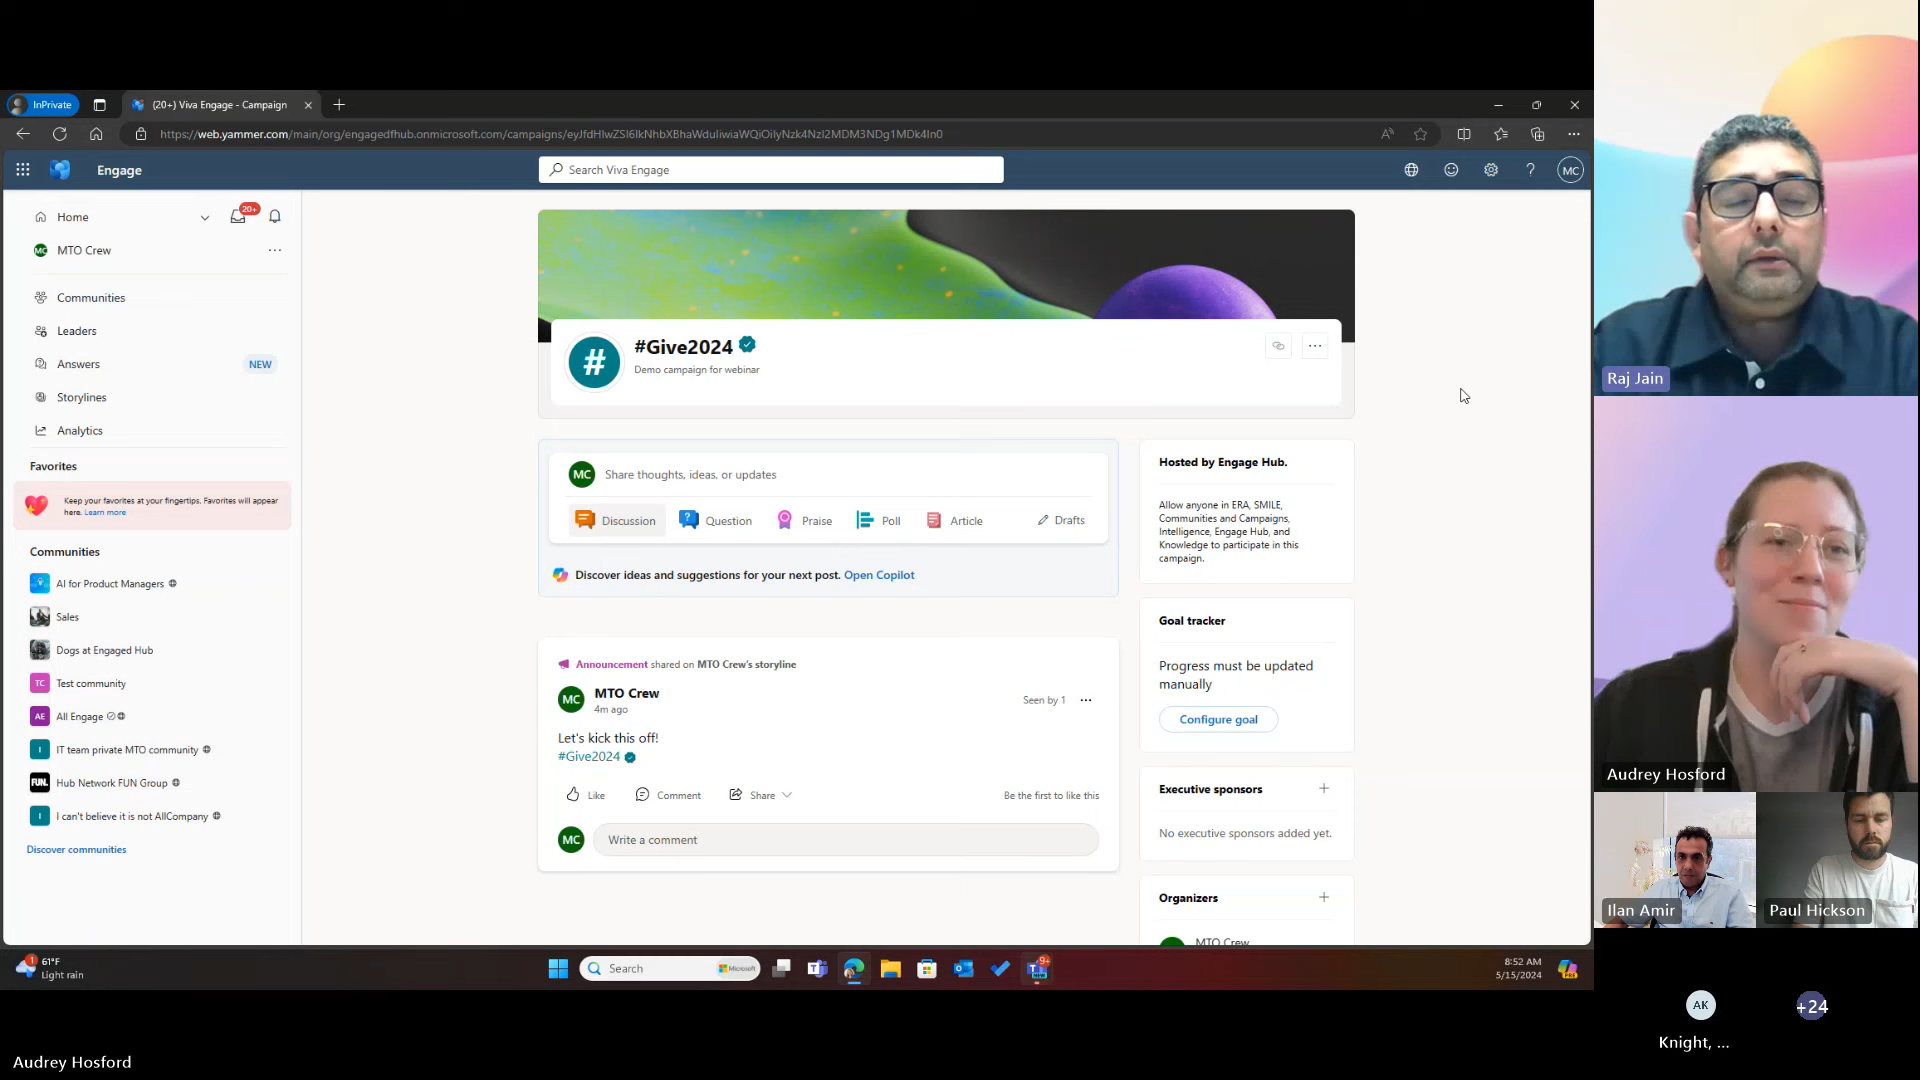 InPrivate
(20+) Viva Engage - Campaign
https://web.yammer.com/main/org/engagedfhub.onmicrosoft.com/campaigns/
Engage
Search Viva Engage
?
MC
Home
20+
MC
MTO Crew
Communities
Leaders
Answers
NEW
Storylines
Analytics
Favorites
Keep your favorites at your fingertips. Favorites will appear
here. Learn more
Communities
AI for Product Managers
Sales
Dogs at Engaged Hub
TC
Test community
AE
All Engage
I
IT team private MTO community
FUN.
Hub Network FUN Group
I
I can't believe it is not AllCompany
Discover communities
#
#Give2024
Demo campaign for webinar
MC
Share thoughts, ideas, or updates
Discussion
Question
Praise
Poll
Article
Drafts
Discover ideas and suggestions for your next post. Open Copilot
Announcement shared on MTO Crew's storyline
MC
MTO Crew
4m ago
Seen by 1
Let's kick this off!
#Give2024
Like
Comment
Share
Be the first to like this
MC
Write a comment
Hosted by Engage Hub.
Allow anyone in ERA, SMILE,
Communities and Campaigns,
Intelligence, Engage Hub, and
Knowledge to participate in this
campaign.
Goal tracker
Progress must be updated
manually
Configure goal
Executive sponsors
No executive sponsors added yet.
Organizers
MTO Crew
1
61°F
Light rain
Search
Microsoft
9+
NEW
8:52 AM
5/15/2024
PRE
Raj Jain
Audrey Hosford
Ilan Amir
Paul Hickson
AK
Knight, ...
+24
Audrey Hosford